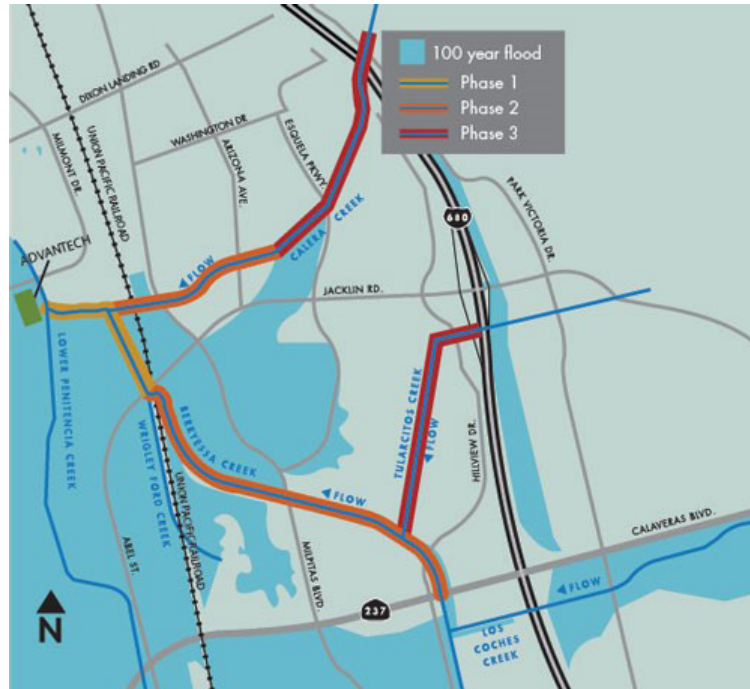 100 year flood
Phase 1
Phase 2
Phase 3
DIXON LANDING RD
MILMONT DR.
UNION PACIFIC RAILROAD
WASHINGTON DR
ARIZONA AVE.
ESQUELA PKWY.
CALERA CREEK
FLOW
680
PARK VICTORIA DR.
ADVANTECH
JACKLIN RD.
LOWER PENITENCIA CREEK
BERRYESSA CREEK
WRIGLEY FORD CREEK
UNION PACIFIC RAILROAD
TULARCITOS CREEK
FLOW
HILLVIEW DR.
FLOW
CALAVERAS BLVD.
ABEL ST.
MILPITAS BLVD.
237
FLOW
LOS
COCHES
CREEK
N